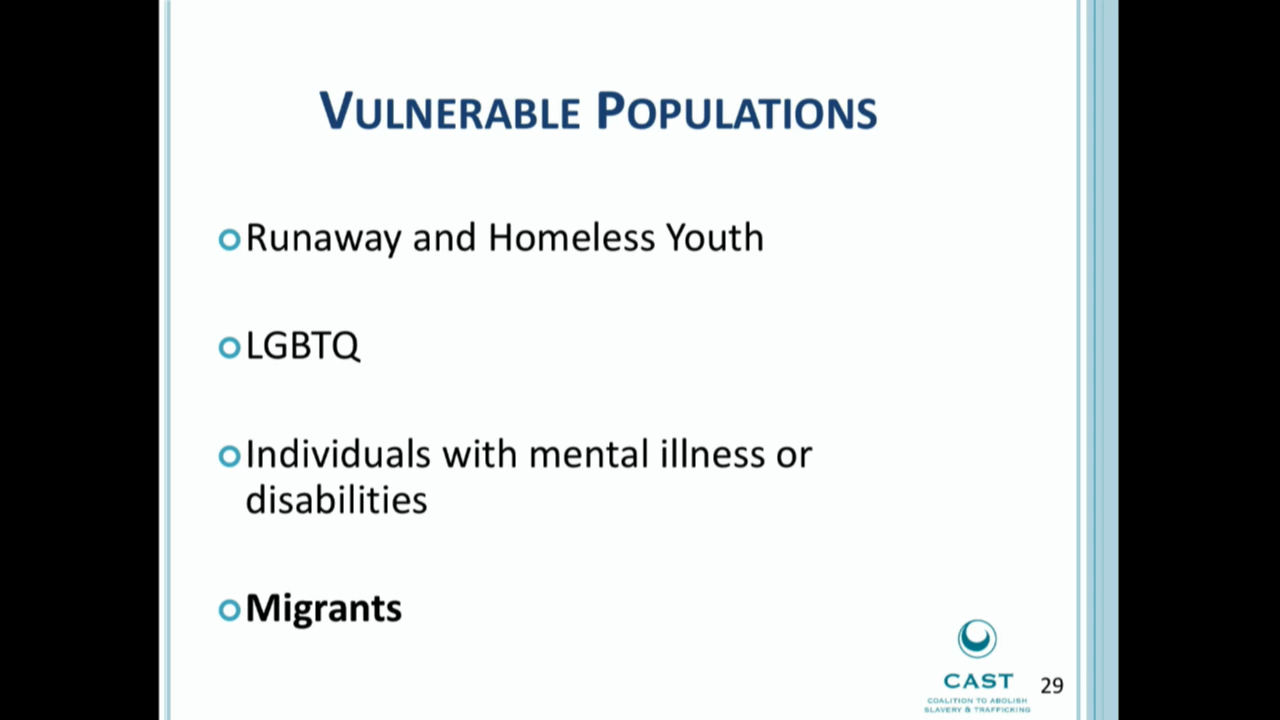 VULNERABLE POPULATIONS
Runaway and Homeless Youth
LGBTQ
Individuals with mental illness or
disabilities
Migrants
CAST
COALITION TO ABOLISH
SLAVERY & TRAFFICKING
29